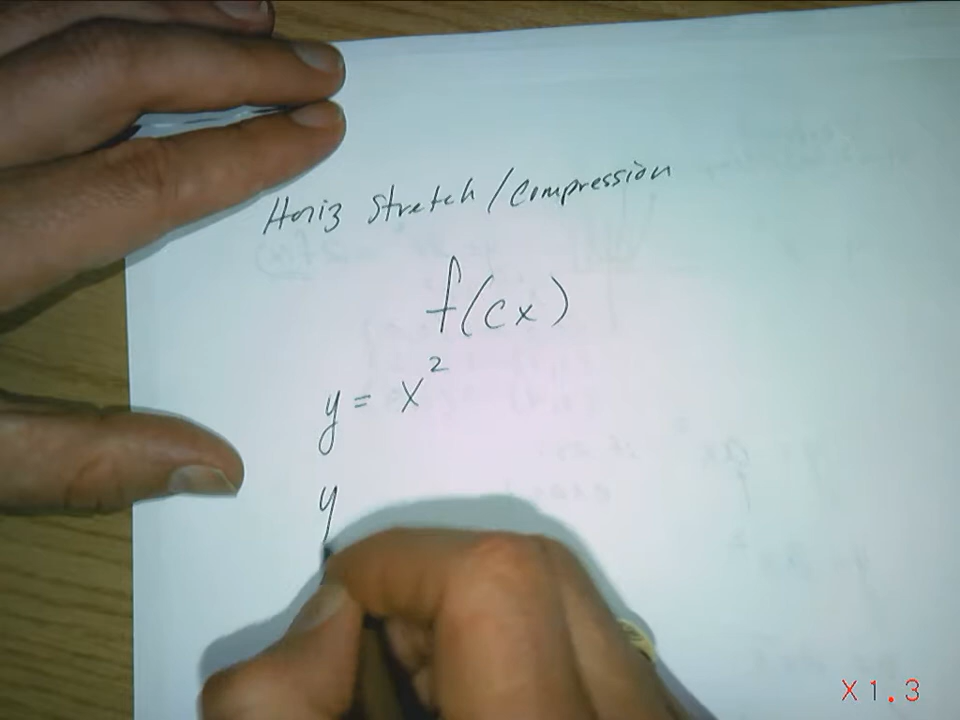 Horiz Stretch / Compression
f(cx)
y = x²
y
X1.3